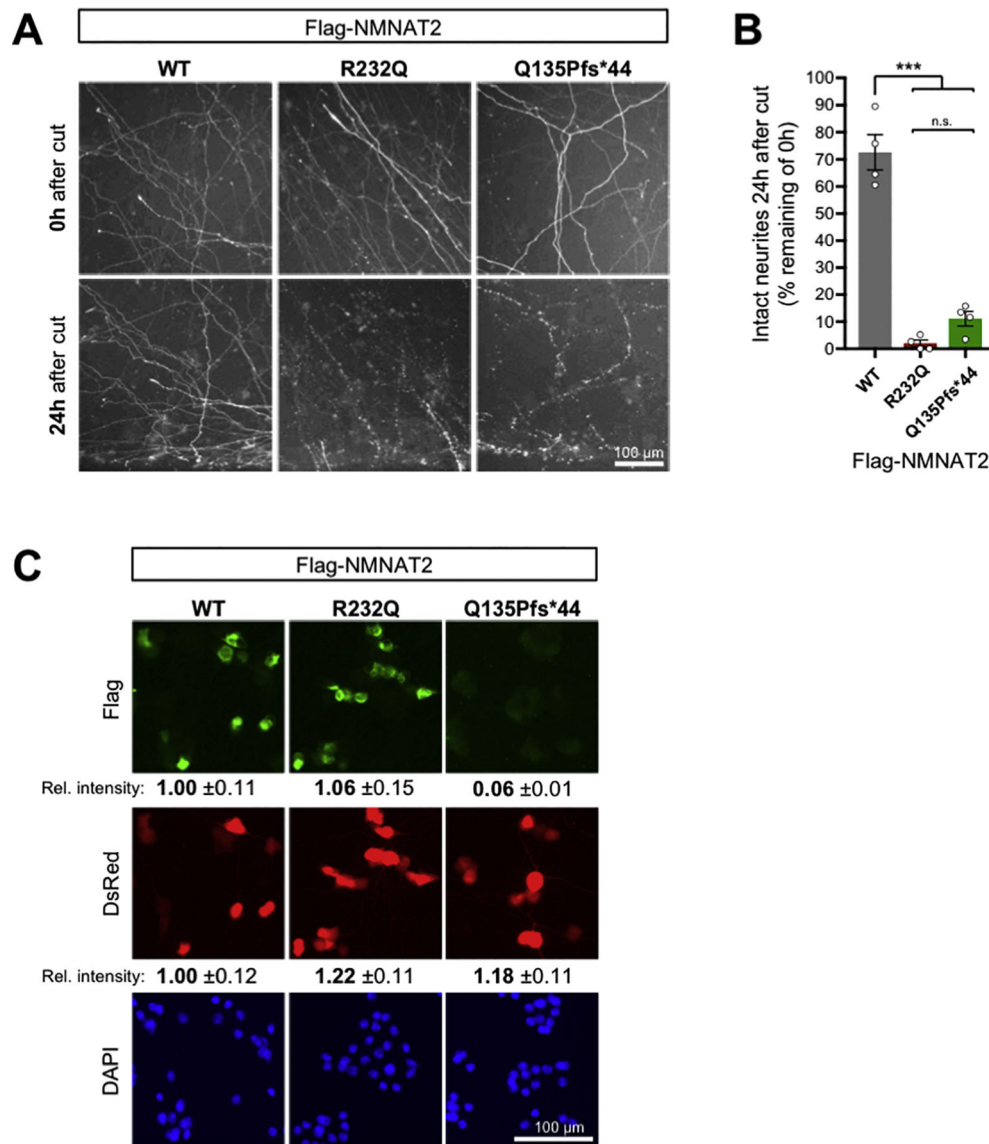 A
Flag-NMNAT2
WT R232Q Q135Pfs*44
0h after cut
24h after cut
100 µm
B
Intact neurites 24h after cut
(% remaining of 0h)
100
90
80
70
60
50
40
30
20
10
0
***
n.s.
WT
R232Q
Q135Pfs*44
Flag-NMNAT2
C
Flag-NMNAT2
WT R232Q Q135Pfs*44
Flag
Rel. intensity: 1.00 ±0.11 1.06 ±0.15 0.06 ±0.01
DsRed
Rel. intensity: 1.00 ±0.12 1.22 ±0.11 1.18 ±0.11
DAPI
100 µm